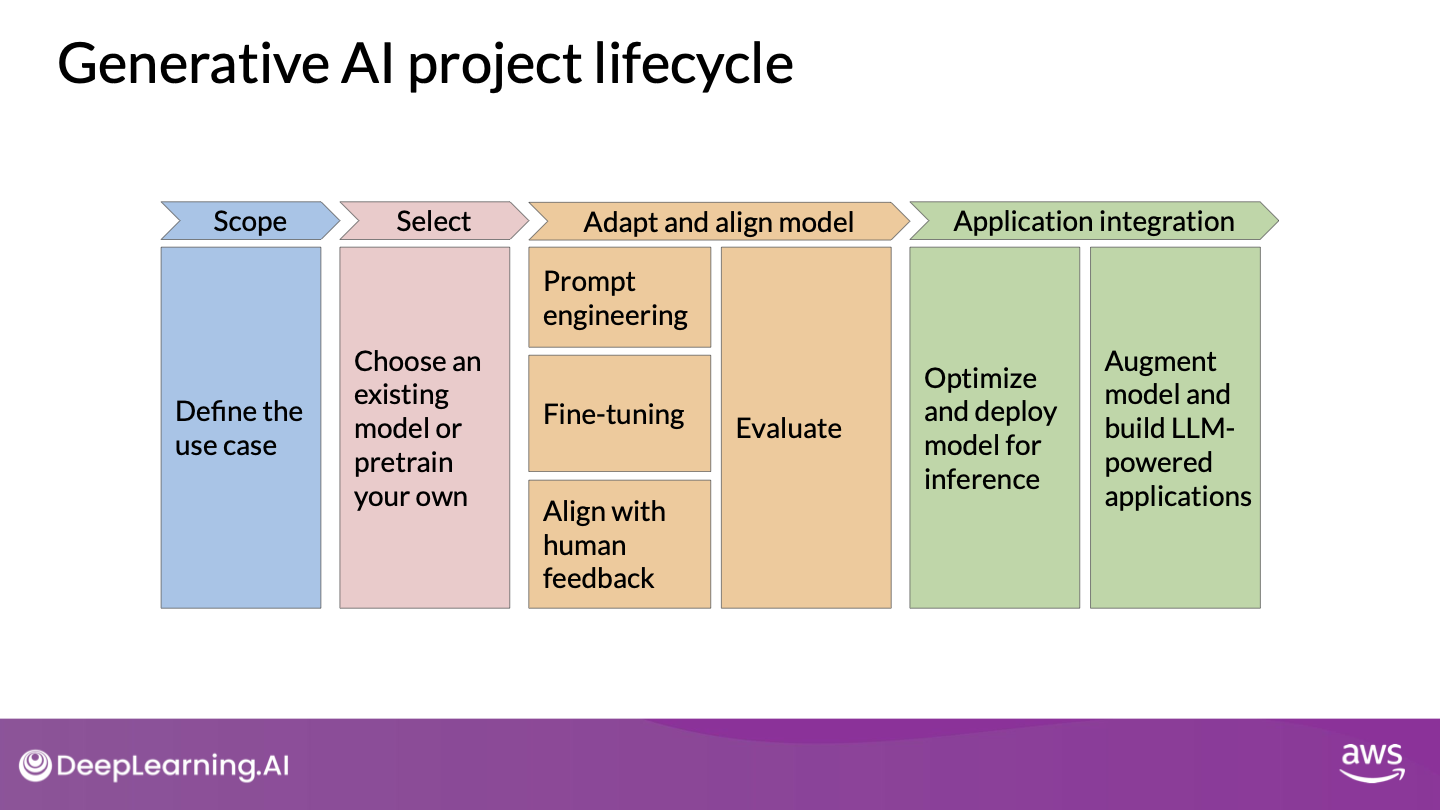 Generative AI project lifecycle
Scope
Select
Adapt and align model
Application integration
Define the
use case
Choose an
existing
model or
pretrain
your own
Prompt
engineering
Fine-tuning
Align with
human
feedback
Evaluate
Optimize
and deploy
model for
inference
Augment
model and
build LLM-
powered
applications
DeepLearning.AI
aws